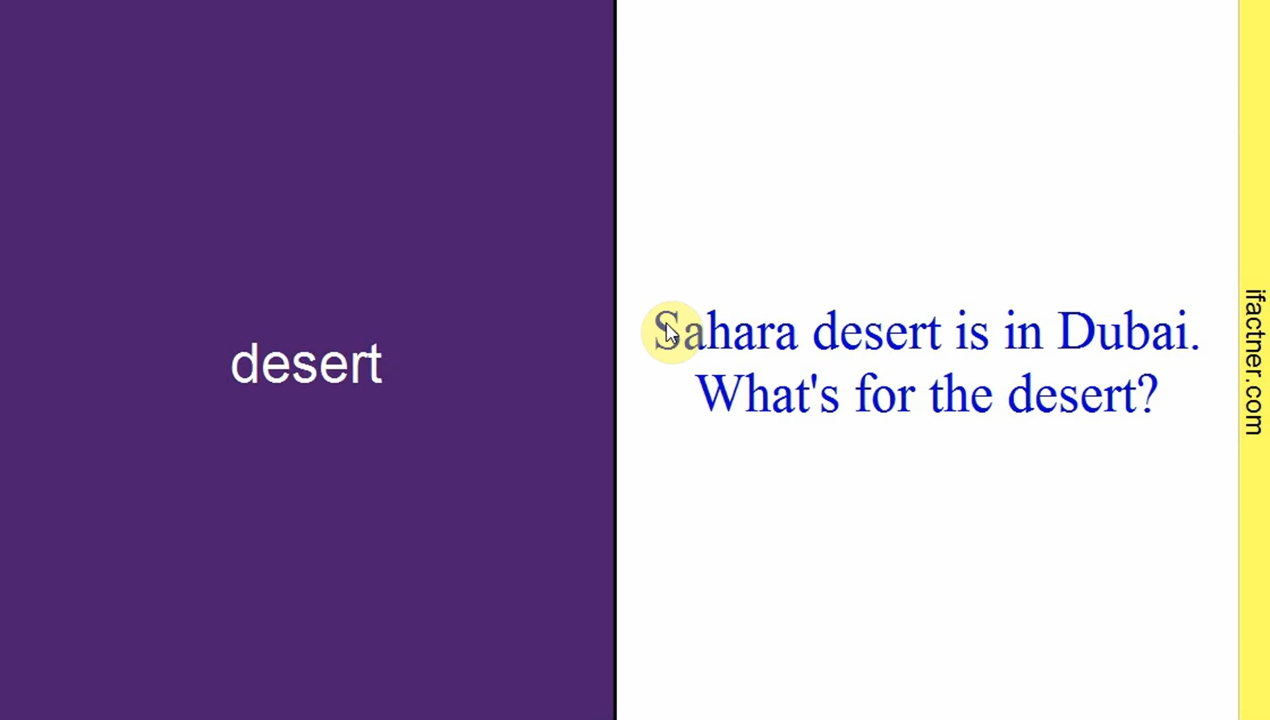 desert
Sahara desert is in Dubai.
What's for the desert?
ifactner.com